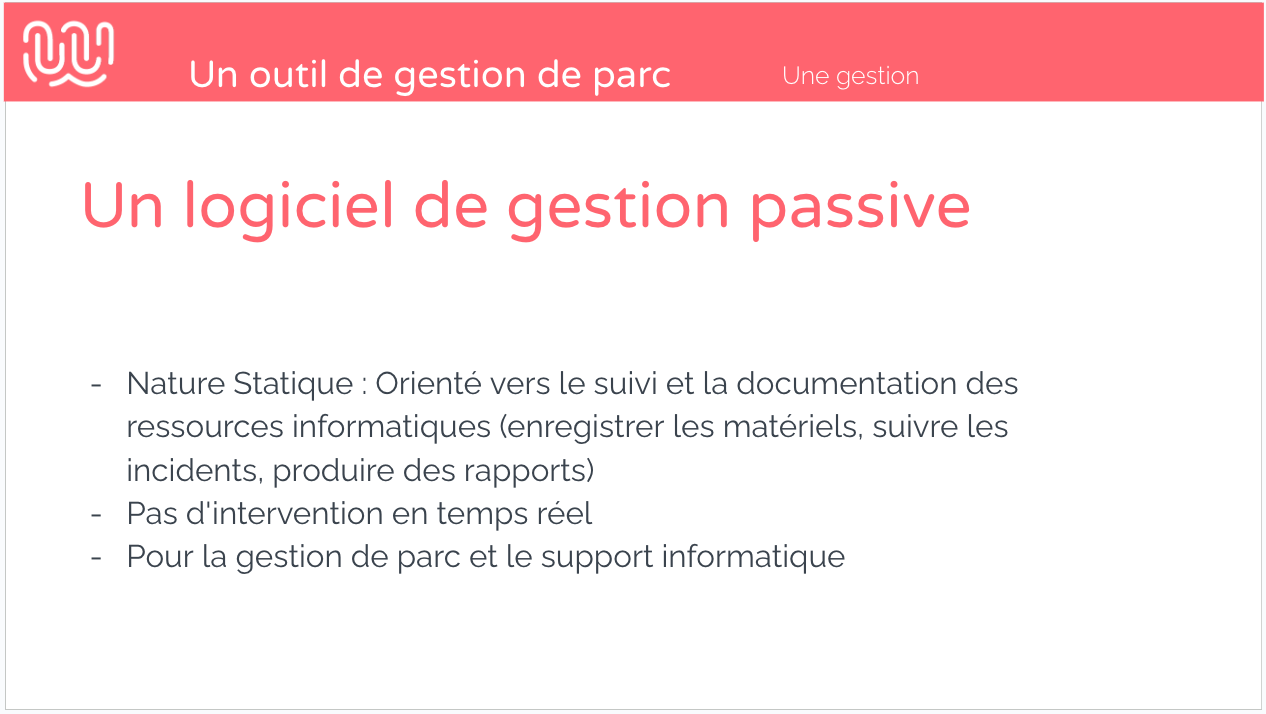 Un outil de gestion de parc
Une gestion
Un logiciel de gestion passive
- Nature Statique : Orienté vers le suivi et la documentation des
ressources informatiques (enregistrer les matériels, suivre les
incidents, produire des rapports)
- Pas d'intervention en temps réel
- Pour la gestion de parc et le support informatique